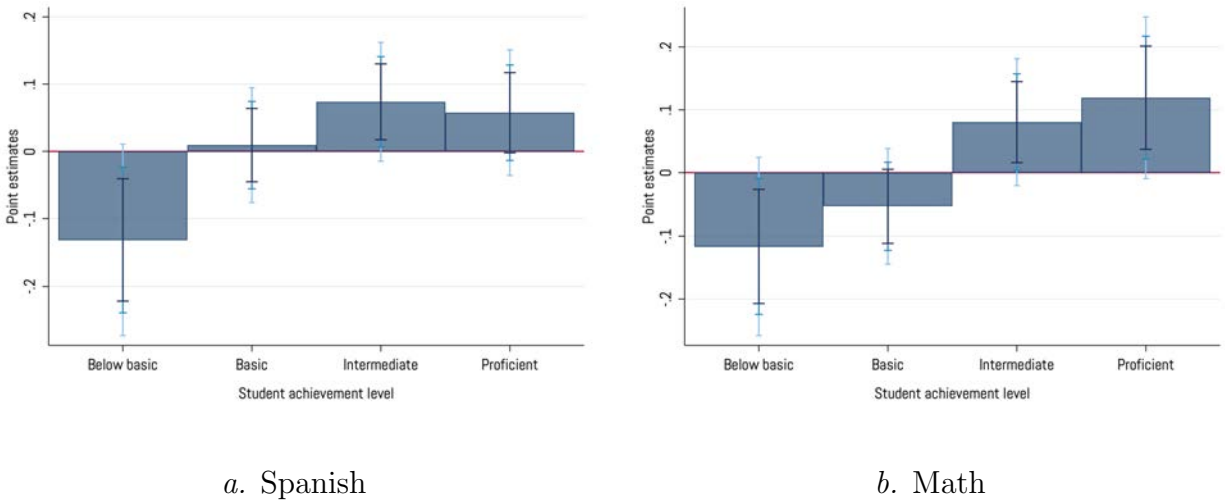 Point estimates
.2
.1
0
-.1
-.2
Below basic
Basic
Intermediate
Proficient
Student achievement level
a. Spanish
Point estimates
.2
.1
0
-.1
-.2
Below basic
Basic
Intermediate
Proficient
Student achievement level
b. Math